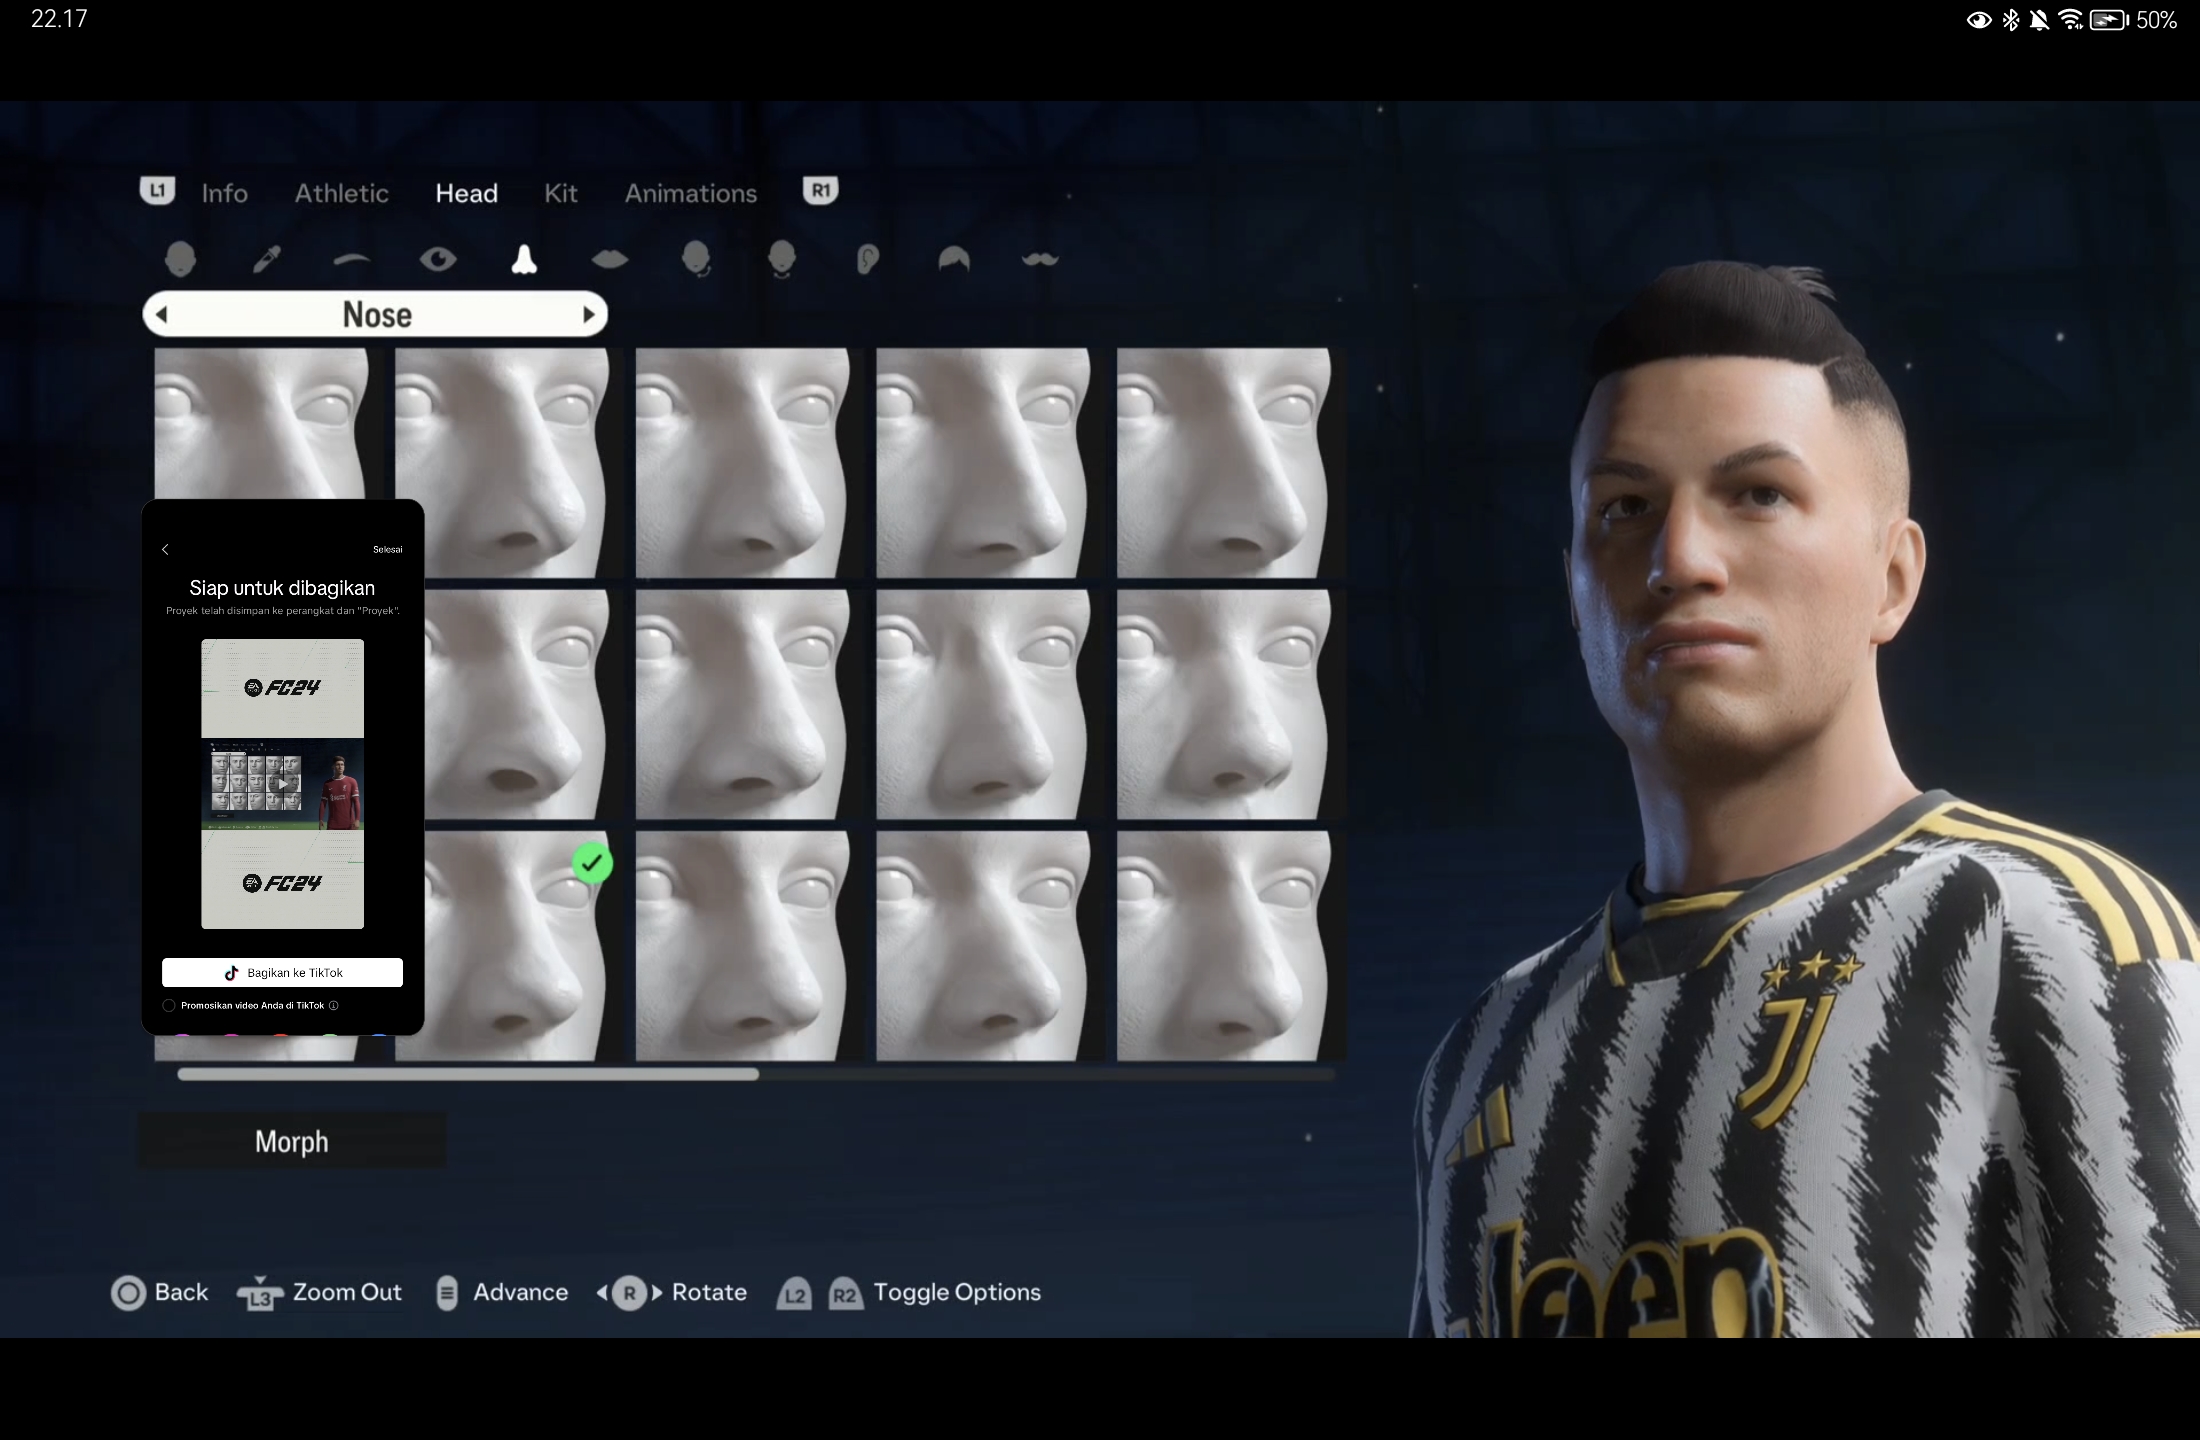 22.17
50%
L1 Info Athletic Head Kit Animations R1
Nose
Selesai
Siap untuk dibagikan
Proyek telah disimpan ke perangkat dan "Proyek".
EA FC24
EA FC24
Bagikan ke TikTok
Promosikan video Anda di TikTok
Morph
Jeep
Back L3 Zoom Out Advance R Rotate L2 R2 Toggle Options